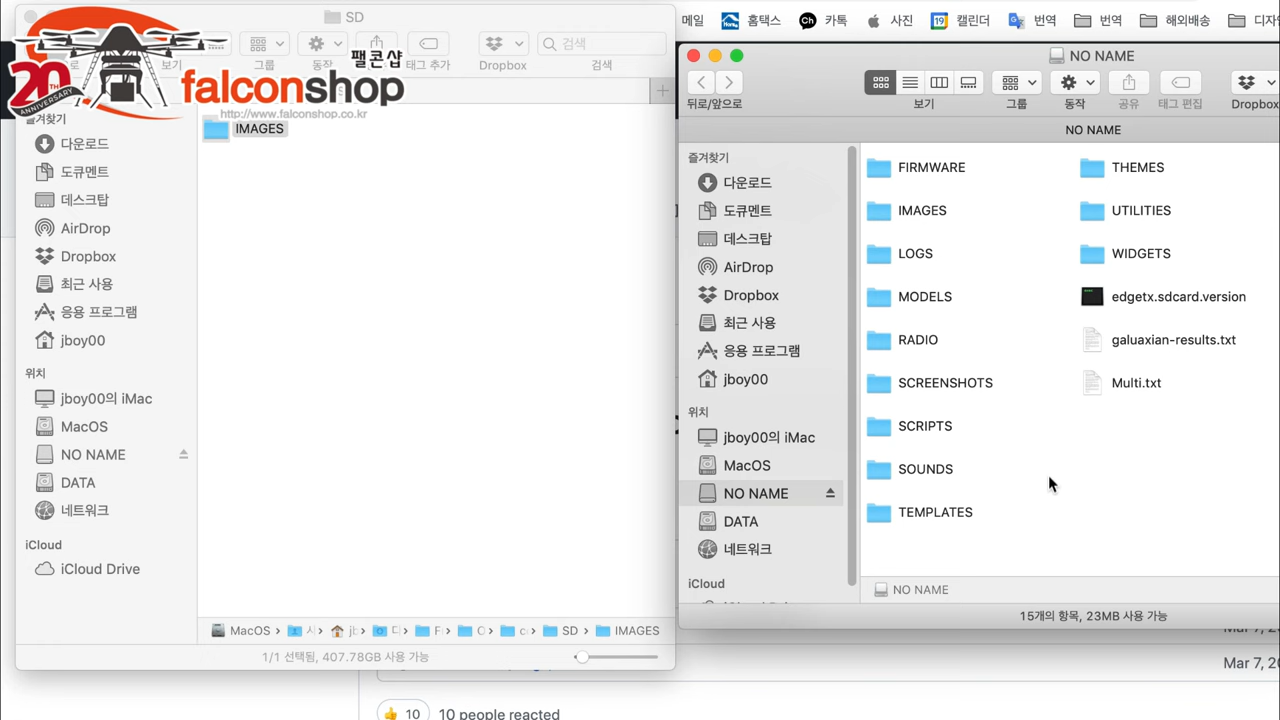 20TH
ANNIVERSARY
팰콘샵
falconshop
http://www.falconshop.co.kr
SD
그룹
동작
태그 추가
Dropbox
검색
검색
보기
즐겨찾기
다운로드
도큐멘트
데스크탑
AirDrop
Dropbox
최근 사용
응용 프로그램
jboy00
위치
jboy00의 iMac
MacOS
NO NAME
DATA
네트워크
iCloud
iCloud Drive
IMAGES
MacOS
SD
IMAGES
1/1 선택됨, 407.78GB 사용 가능
메일
홈택스
Ch
카톡
사진
19
캘린더
번역
번역
해외배송
디자
NO NAME
뒤로/앞으로
보기
그룹
동작
공유
태그 편집
Dropbox
NO NAME
즐겨찾기
다운로드
도큐멘트
데스크탑
AirDrop
Dropbox
최근 사용
응용 프로그램
jboy00
위치
jboy00의 iMac
MacOS
NO NAME
DATA
네트워크
iCloud
FIRMWARE
IMAGES
LOGS
MODELS
RADIO
SCREENSHOTS
SCRIPTS
SOUNDS
TEMPLATES
THEMES
UTILITIES
WIDGETS
edgetx.sdcard.version
galuaxian-results.txt
Multi.txt
NO NAME
15개의 항목, 23MB 사용 가능
Mar 7, 20
10
10 people reacted